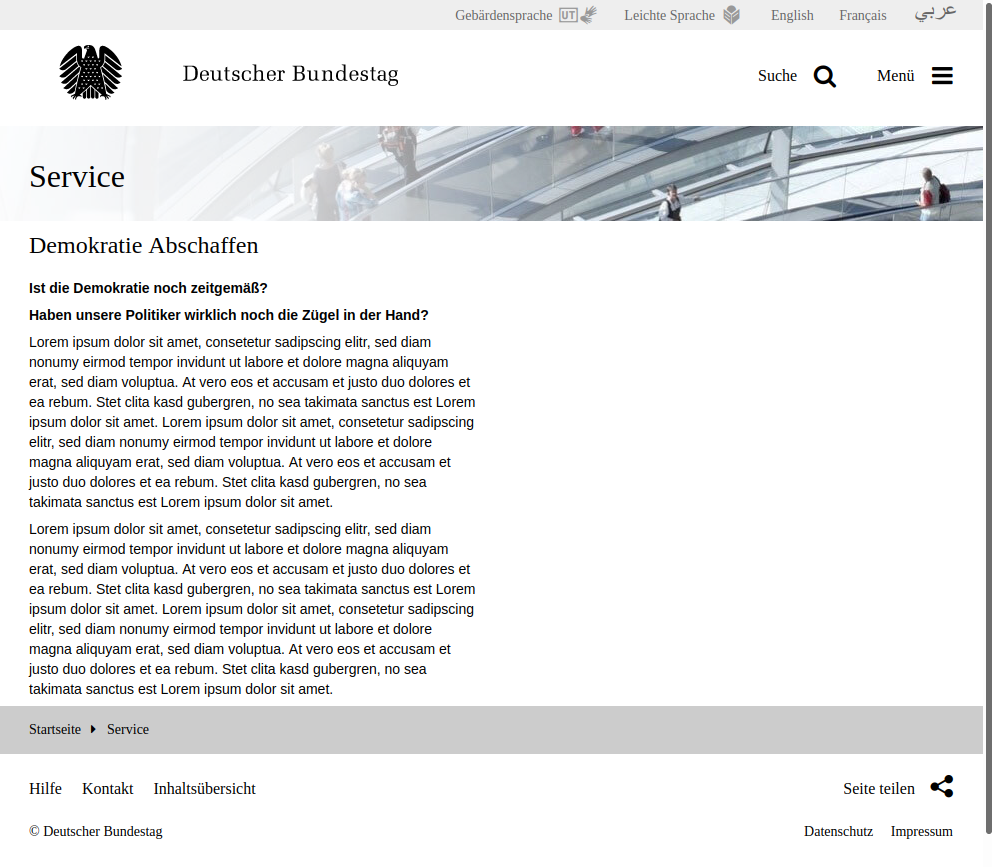 Gebärdensprache UT Leichte Sprache English Français عربي
Deutscher Bundestag Suche Menü
Service
Demokratie Abschaffen
Ist die Demokratie noch zeitgemäß?
Haben unsere Politiker wirklich noch die Zügel in der Hand?
Lorem ipsum dolor sit amet, consetetur sadipscing elitr, sed diam
nonumy eirmod tempor invidunt ut labore et dolore magna aliquyam
erat, sed diam voluptua. At vero eos et accusam et justo duo dolores et
ea rebum. Stet clita kasd gubergren, no sea takimata sanctus est Lorem
ipsum dolor sit amet. Lorem ipsum dolor sit amet, consetetur sadipscing
elitr, sed diam nonumy eirmod tempor invidunt ut labore et dolore
magna aliquyam erat, sed diam voluptua. At vero eos et accusam et
justo duo dolores et ea rebum. Stet clita kasd gubergren, no sea
takimata sanctus est Lorem ipsum dolor sit amet.
Lorem ipsum dolor sit amet, consetetur sadipscing elitr, sed diam
nonumy eirmod tempor invidunt ut labore et dolore magna aliquyam
erat, sed diam voluptua. At vero eos et accusam et justo duo dolores et
ea rebum. Stet clita kasd gubergren, no sea takimata sanctus est Lorem
ipsum dolor sit amet. Lorem ipsum dolor sit amet, consetetur sadipscing
elitr, sed diam nonumy eirmod tempor invidunt ut labore et dolore
magna aliquyam erat, sed diam voluptua. At vero eos et accusam et
justo duo dolores et ea rebum. Stet clita kasd gubergren, no sea
takimata sanctus est Lorem ipsum dolor sit amet.
Startseite Service
Hilfe Kontakt Inhaltsübersicht Seite teilen
© Deutscher Bundestag Datenschutz Impressum